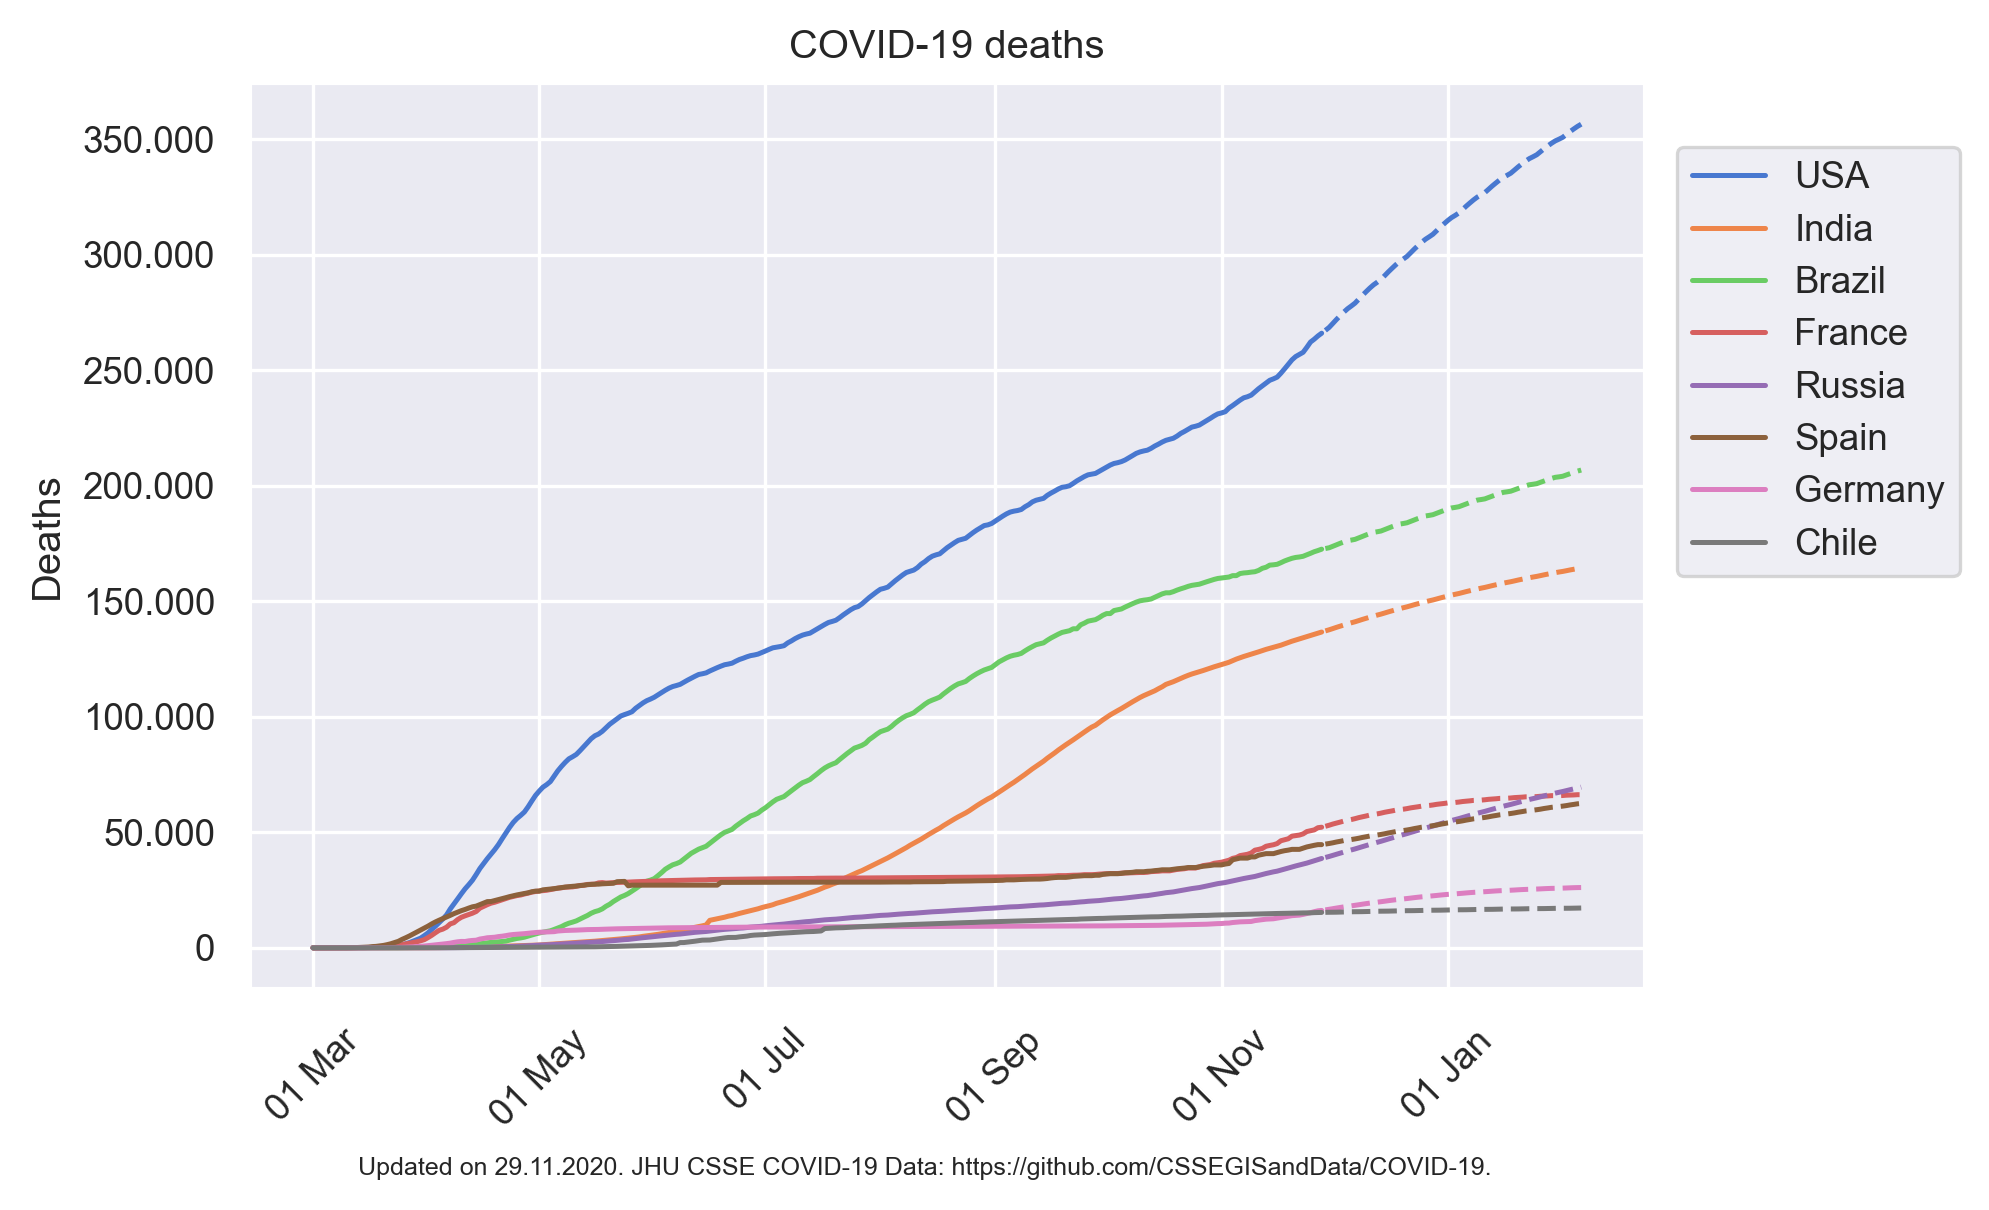 COVID-19 deaths
350.000
300.000
250.000
200.000
150.000
100.000
50.000
0
Deaths
01 Mar
01 May
01 Jul
01 Sep
01 Nov
01 Jan
USA
India
Brazil
France
Russia
Spain
Germany
Chile
Updated on 29.11.2020. JHU CSSE COVID-19 Data: https://github.com/CSSEGISandData/COVID-19.